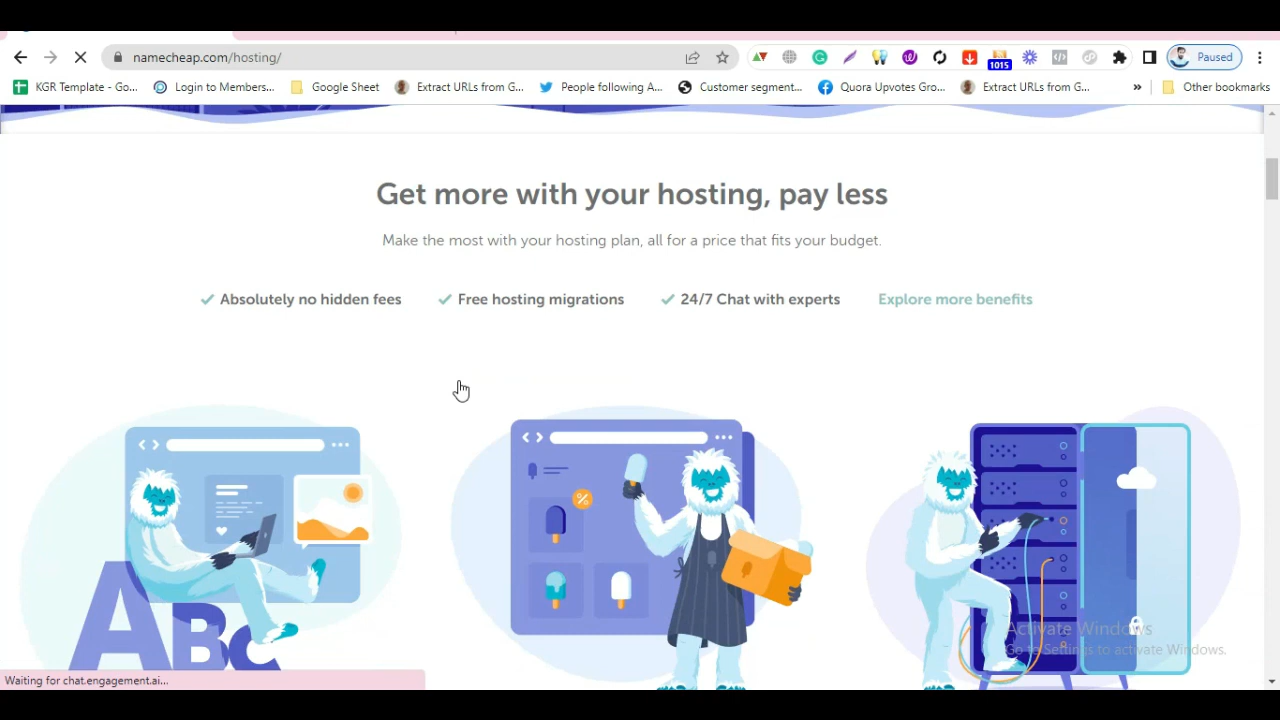 namecheap.com/hosting/
1015
Paused
KGR Template - Go...
Login to Members...
Google Sheet
Extract URLs from G...
People following A...
Customer segment...
Quora Upvotes Gro...
Extract URLs from G...
»
Other bookmarks
Get more with your hosting, pay less
Make the most with your hosting plan, all for a price that fits your budget.
Absolutely no hidden fees
Free hosting migrations
24/7 Chat with experts
Explore more benefits
%
ABC
Activate Windows
Go to Settings to activate Windows.
Waiting for chat.engagement.ai...